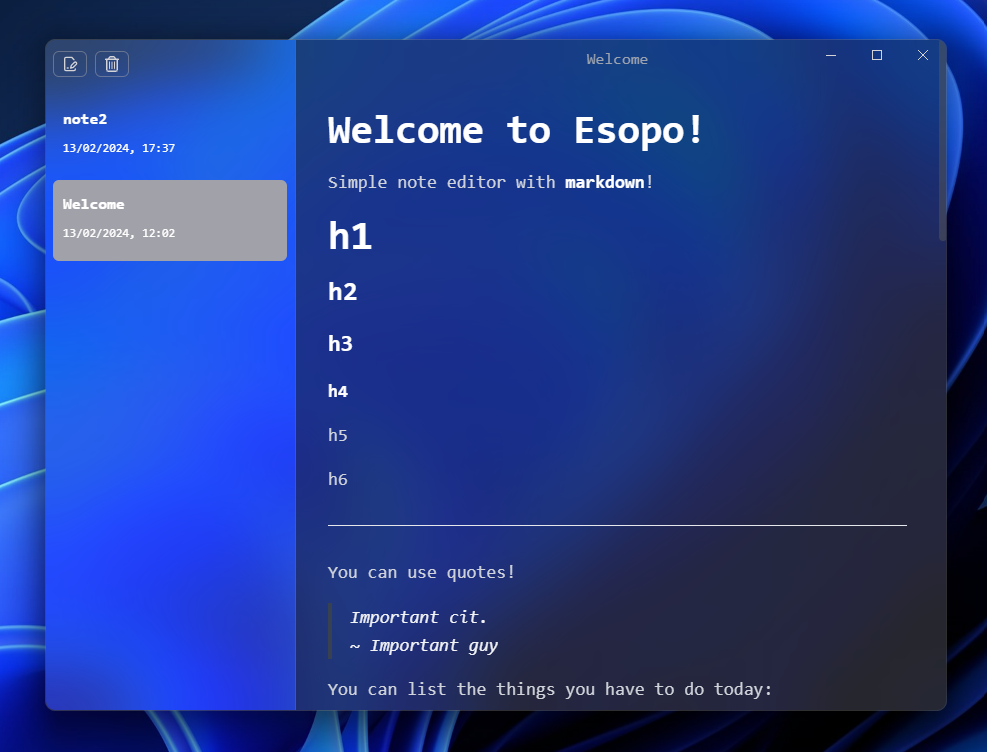 Welcome
note2
13/02/2024, 17:37
Welcome
13/02/2024, 12:02
Welcome to Esopo!
Simple note editor with markdown!
h1
h2
h3
h4
h5
h6
You can use quotes!
Important cit.
~ Important guy
You can list the things you have to do today: